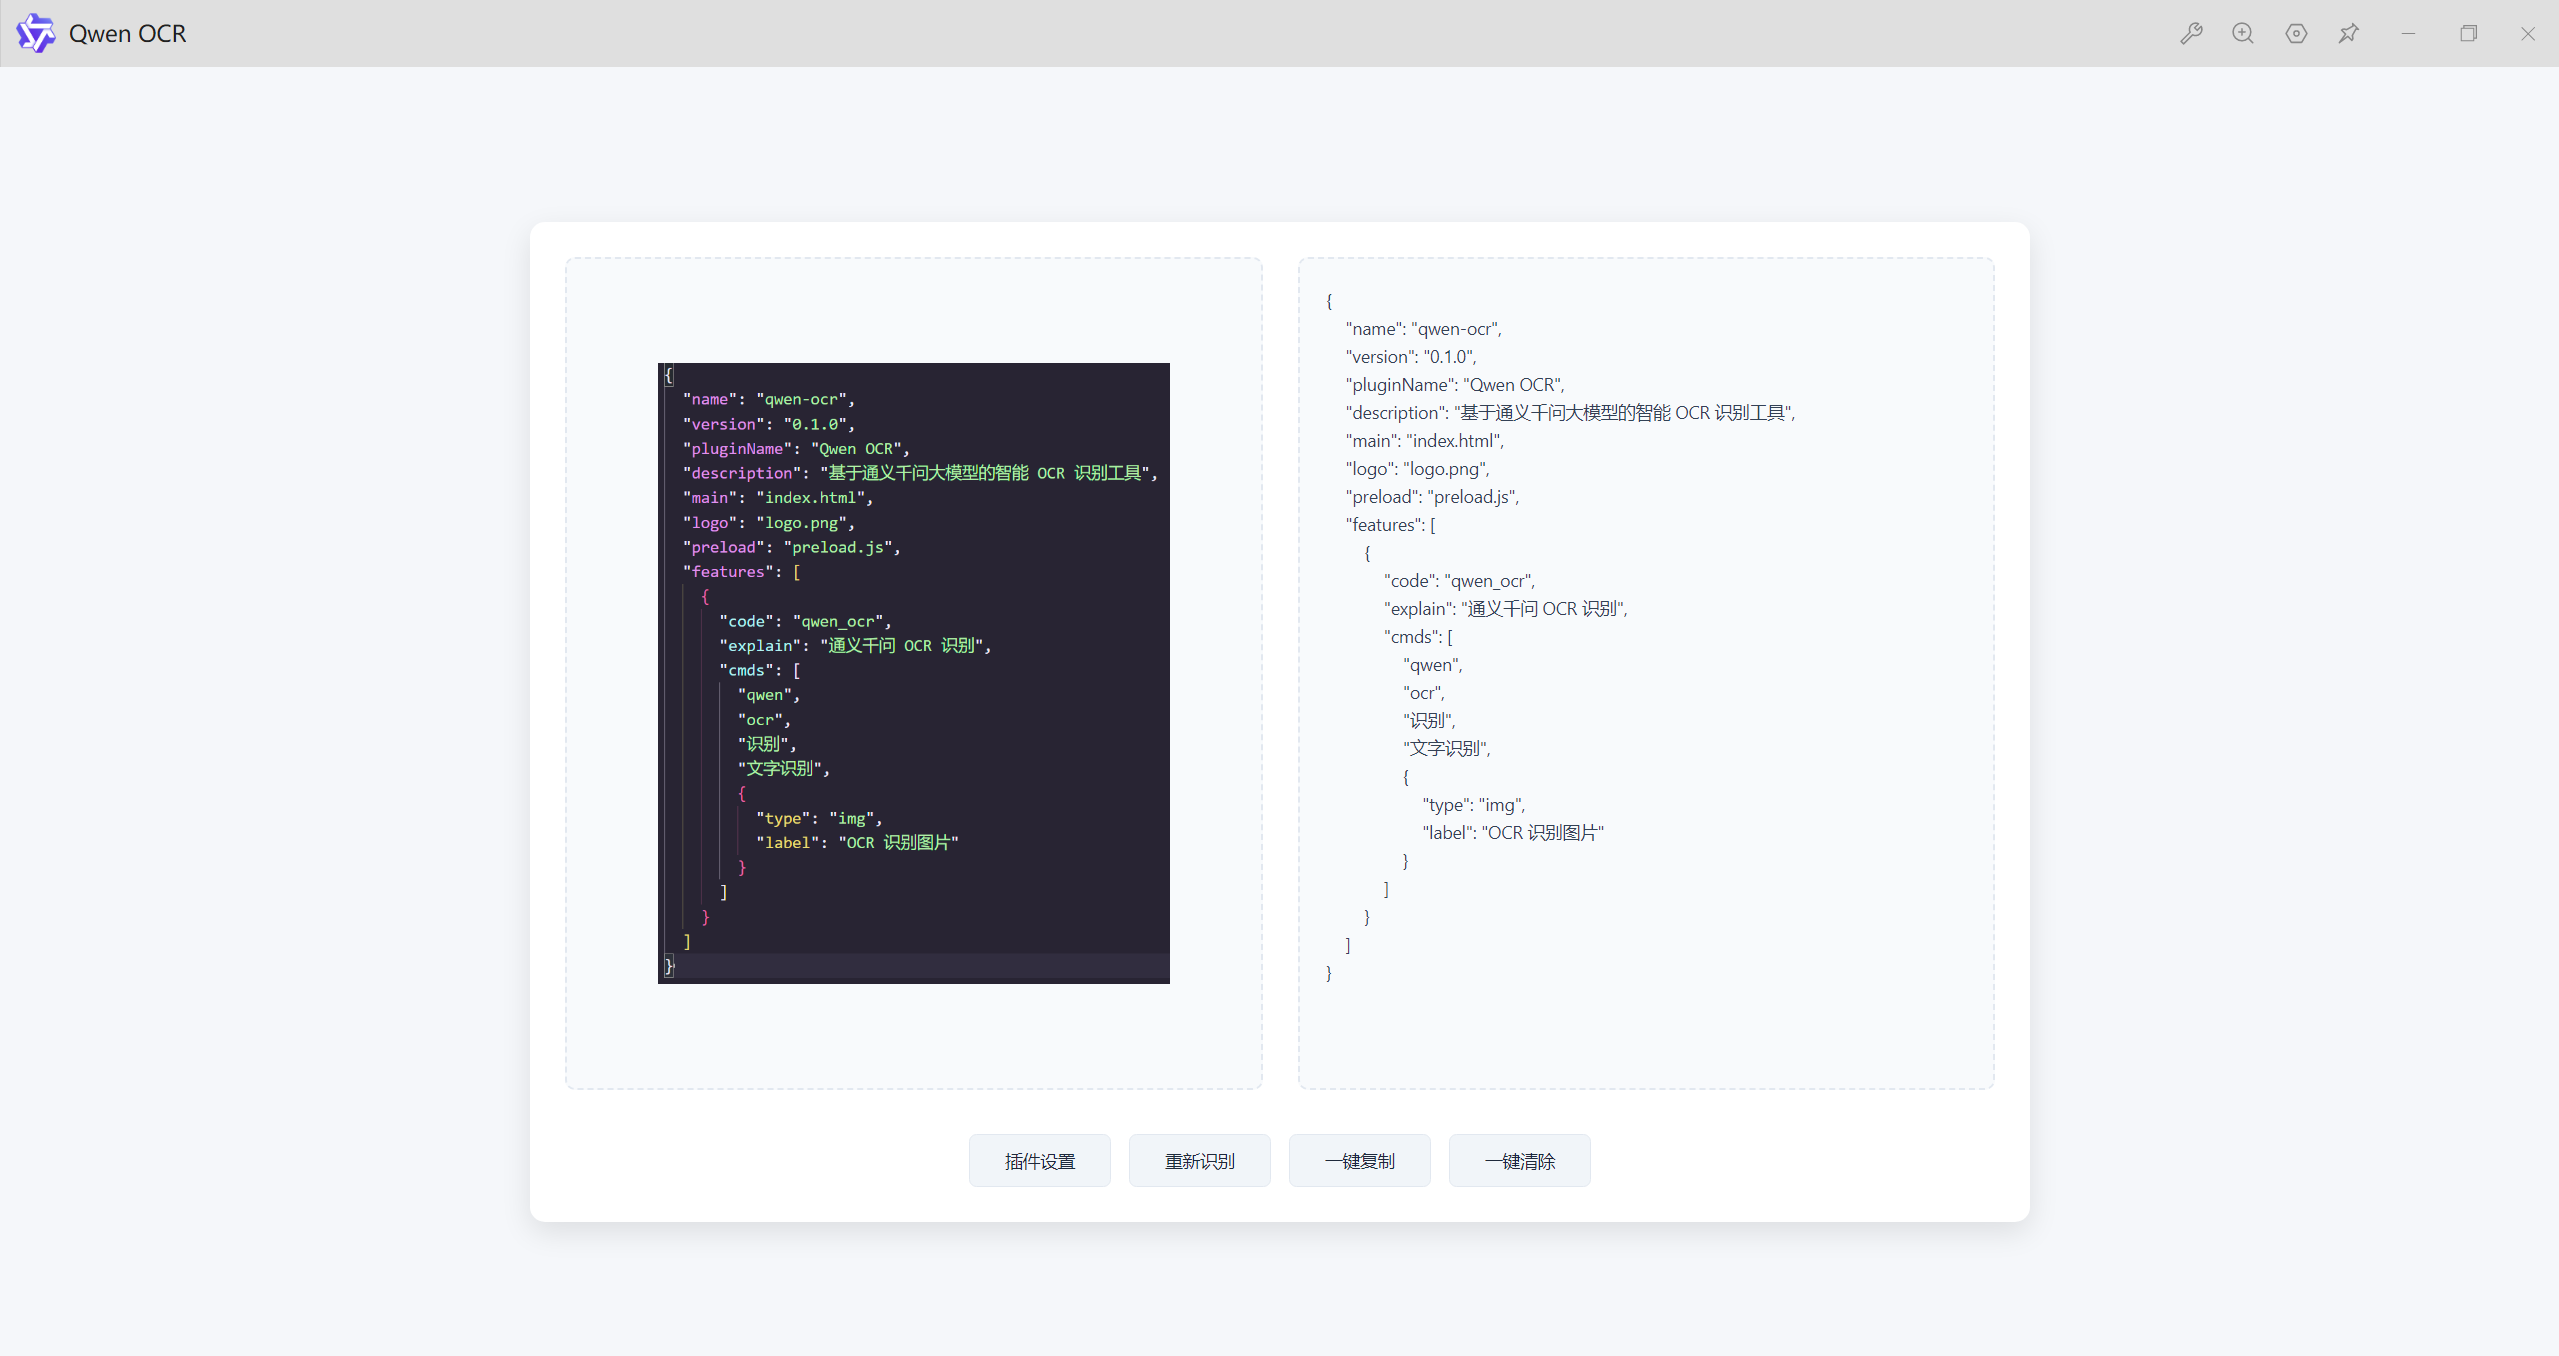 Qwen OCR
{
"name": "qwen-ocr",
"version": "0.1.0",
"pluginName": "Qwen OCR",
"description": "基于通义千问大模型的智能 OCR 识别工具",
"main": "index.html",
"logo": "logo.png",
"preload": "preload.js",
"features": [
{
"code": "qwen_ocr",
"explain": "通义千问 OCR 识别",
"cmds": [
"qwen",
"ocr",
"识别",
"文字识别",
{
"type": "img",
"label": "OCR 识别图片"
}
]
}
]
}
{
"name": "qwen-ocr",
"version": "0.1.0",
"pluginName": "Qwen OCR",
"description": "基于通义千问大模型的智能 OCR 识别工具",
"main": "index.html",
"logo": "logo.png",
"preload": "preload.js",
"features": [
{
"code": "qwen_ocr",
"explain": "通义千问 OCR 识别",
"cmds": [
"qwen",
"ocr",
"识别",
"文字识别",
{
"type": "img",
"label": "OCR 识别图片"
}
]
}
]
}
插件设置
重新识别
一键复制
一键清除